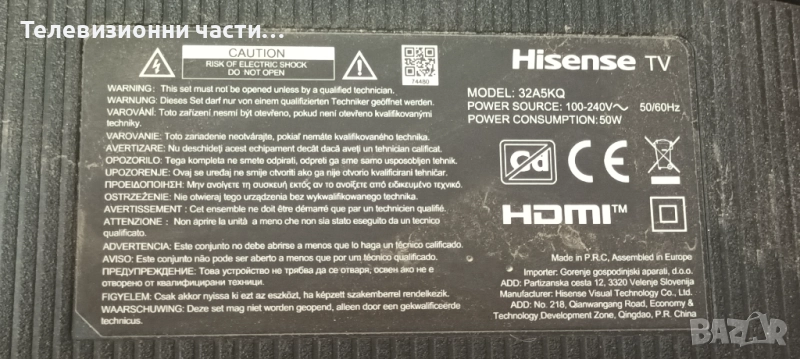 Телевизионни части...
CAUTION
RISK OF ELECTRIC SHOCK
DO NOT OPEN
74480
Hisense TV
MODEL: 32A5KQ
POWER SOURCE: 100-240V～ 50/60Hz
POWER CONSUMPTION: 50W
WARNING: This set must not be opened unless by a qualified technician.
WARNUNG: Dieses Set darf nur von einem qualifizierten Techniker geöffnet werden.
VAROVÁNÍ: Toto zařízení nesmí být otevřeno, pokud není otevřeno kvalifikovanými
techniky.
VAROVANIE: Toto zariadenie neotvárajte, pokiaľ nemáte kvalifikovaného technika.
AVERTIZARE: Nu deschideți acest echipament decât dacă aveți un tehnician calificat.
OPOZORILO: Tega kompleta ne smete odpirati, odpreti ga sme samo usposobljen tehnik.
UPOZORENJE: Ovaj se uređaj ne smije otvarati ako ga nije otvorio kvalificirani tehničar.
ΠΡΟΕΙΔΟΠΟΙΗΣΗ: Μην ανοίγετε τη συσκευή εκτός αν το ανοίξετε από ειδικευμένο τεχνικό.
OSTRZEŻENIE: Nie otwieraj tego urządzenia bez wykwalifikowanego technika.
AVERTISSEMENT : Cet ensemble ne doit être démarré que par un technicien qualifié.
ATTENZIONE : Non aprire la unità a meno che non sia stato eseguito da un tecnico
qualificato.
ADVERTENCIA: Este conjunto no debe abrirse a menos que lo haga un técnico calificado.
AVISO: Este conjunto não pode ser aberto a menos que seja por um técnico qualificado.
ПРЕДУПРЕЖДЕНИЕ: Това устройство не трябва да се отваря, освен ако не е
отворено от квалифицирани техници.
FIGYELEM: Csak akkor nyissa ki ezt az eszközt, ha képzett szakemberrel rendelkezik.
WAARSCHUWING: Deze set mag niet worden geopend, alleen door een gekwalificeerde
technicus.
Cd
CE
HDMI™
Made in P.R.C, Assembled in Europe
Importer: Gorenje gospodinjski aparati, d.o.o.
ADD: Partizanska cesta 12, 3320 Velenje Slovenija
Manufacturer: Hisense Visual Technology Co., Ltd.
ADD: No. 218, Qianwangang Road, Economy &
Technology Development Zone, Qingdao, P.R. China
BAZAR